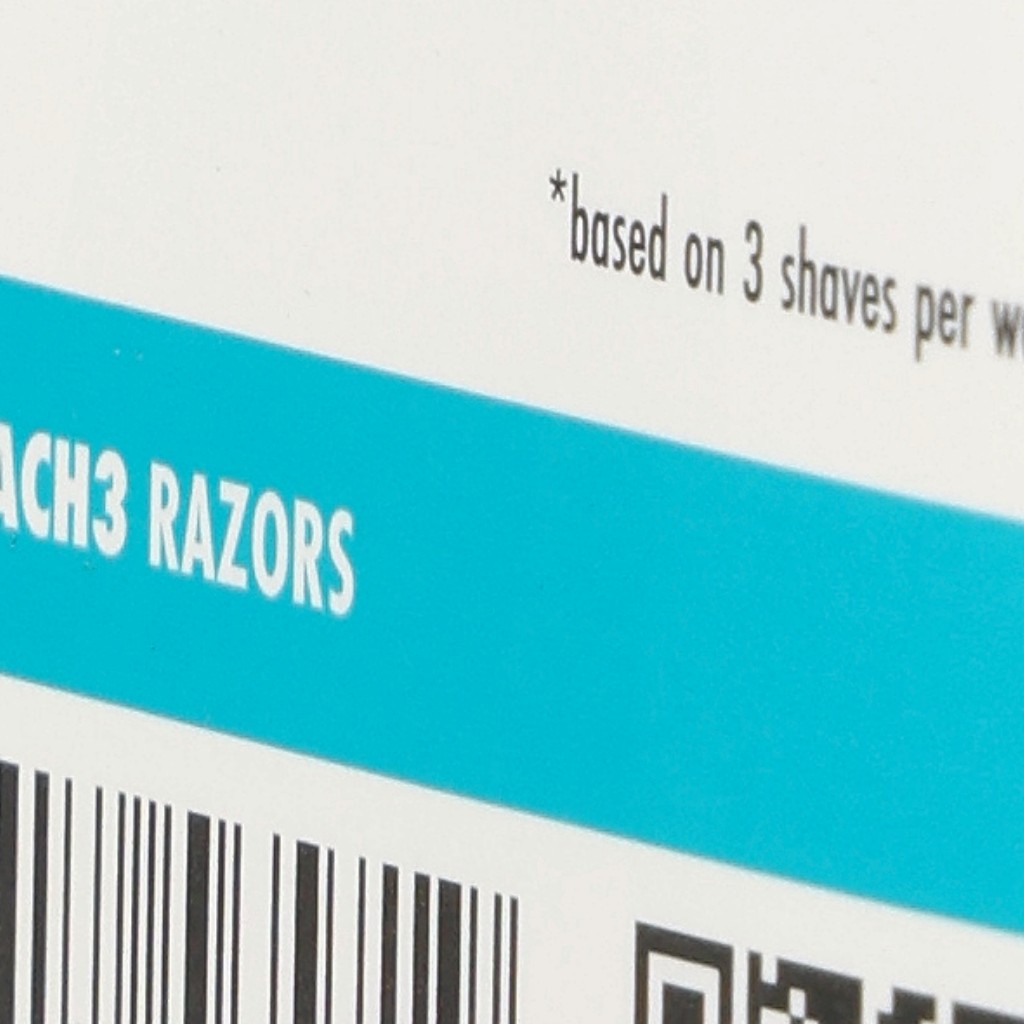 *based on 3 shaves per
ACH3 RAZORS